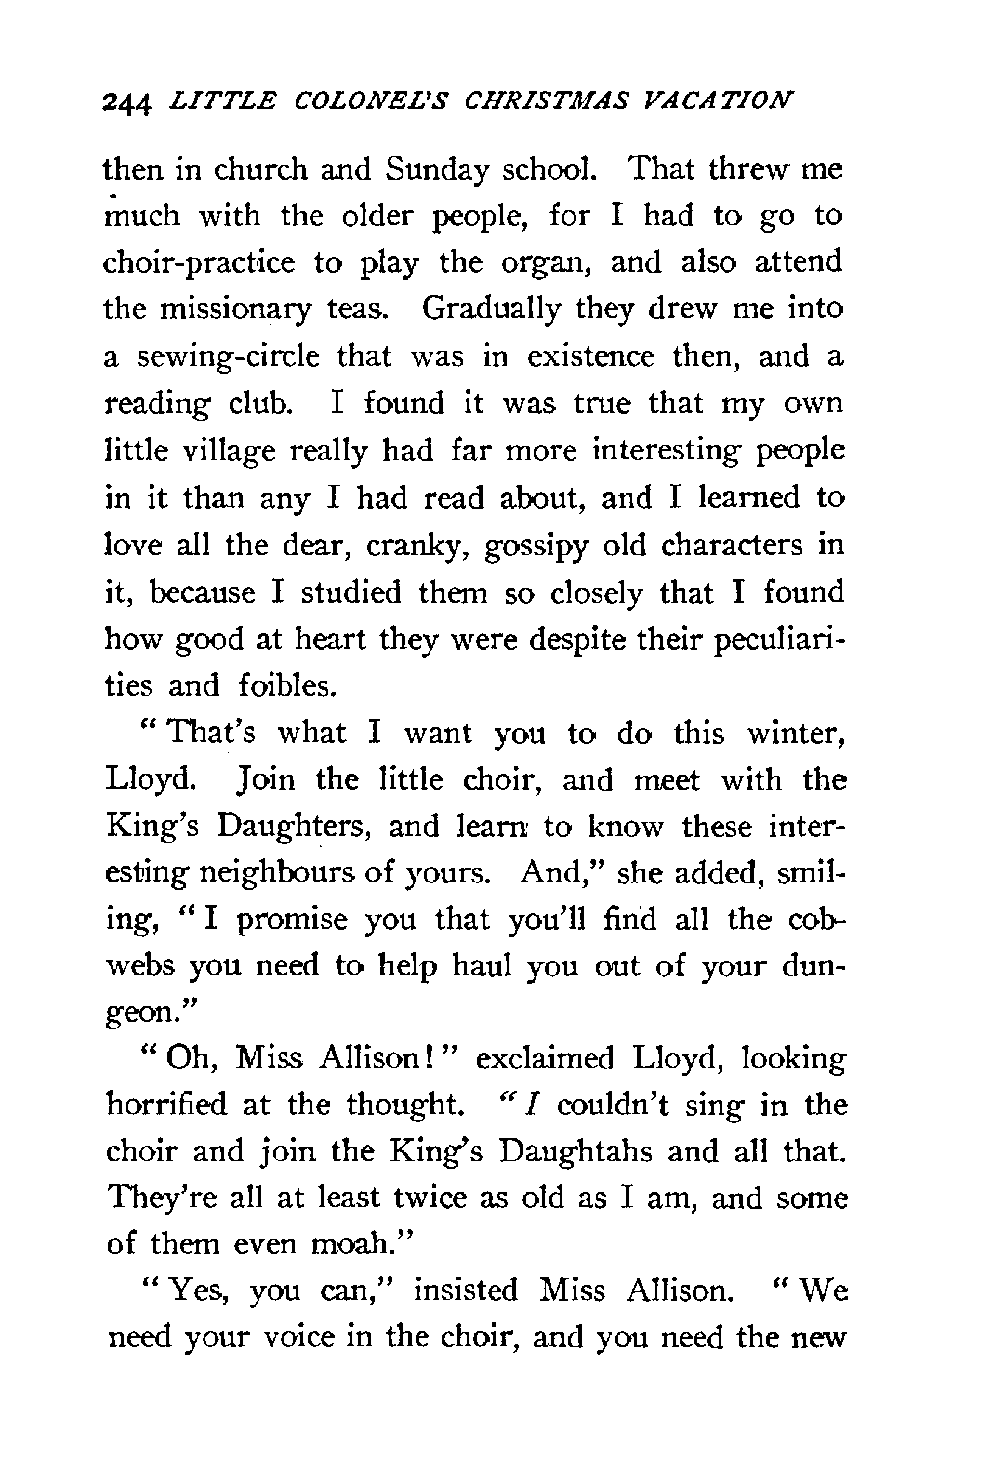 244 LITTLE COLONEL'S CHRISTMAS VACATION
then in church and Sunday school. That threw me
much with the older people, for I had to go to
choir-practice to play the organ, and also attend
the missionary teas. Gradually they drew me into
a sewing-circle that was in existence then, and a
reading club. I found it was true that my own
little village really had far more interesting people
in it than any I had read about, and I learned to
love all the dear, cranky, gossipy old characters in
it, because I studied them so closely that I found
how good at heart they were despite their peculiari-
ties and foibles.
"That's what I want you to do this winter,
Lloyd. Join the little choir, and meet with the
King's Daughters, and learn to know these inter-
esting neighbours of yours. And," she added, smil-
ing, "I promise you that you'll find all the cob-
webs you need to help haul you out of your dun-
geon."
"Oh, Miss Allison!" exclaimed Lloyd, looking
horrified at the thought. "I couldn't sing in the
choir and join the King's Daughtahs and all that.
They're all at least twice as old as I am, and some
of them even moah."
"Yes, you can," insisted Miss Allison. "We
need your voice in the choir, and you need the new